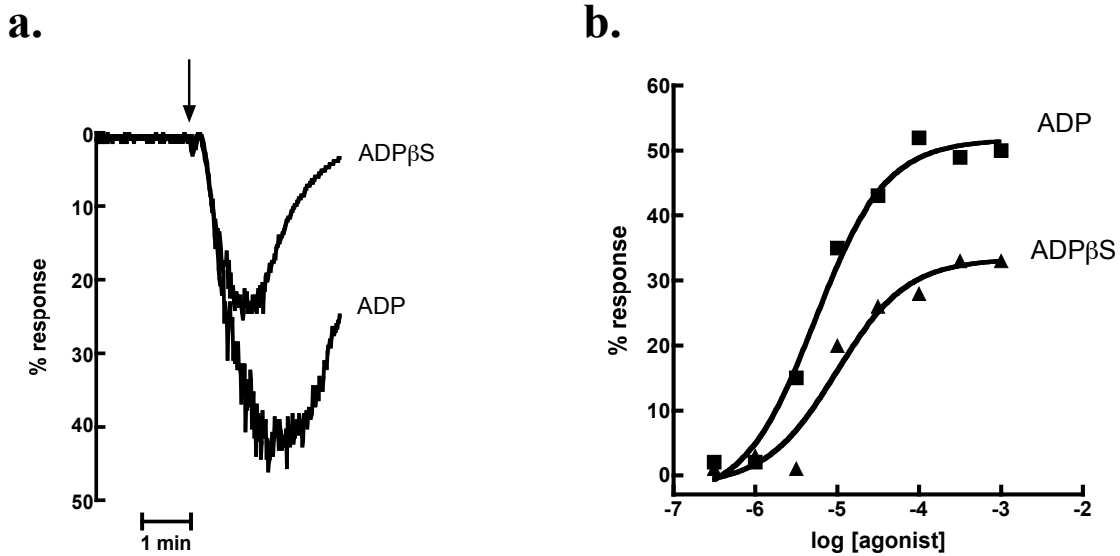 a.
0
10
20
30
40
50
% response
ADPβS
ADP
1 min
b.
60
50
40
30
20
10
0
% response
ADP
ADPβS
-7
-6
-5
-4
-3
-2
log [agonist]